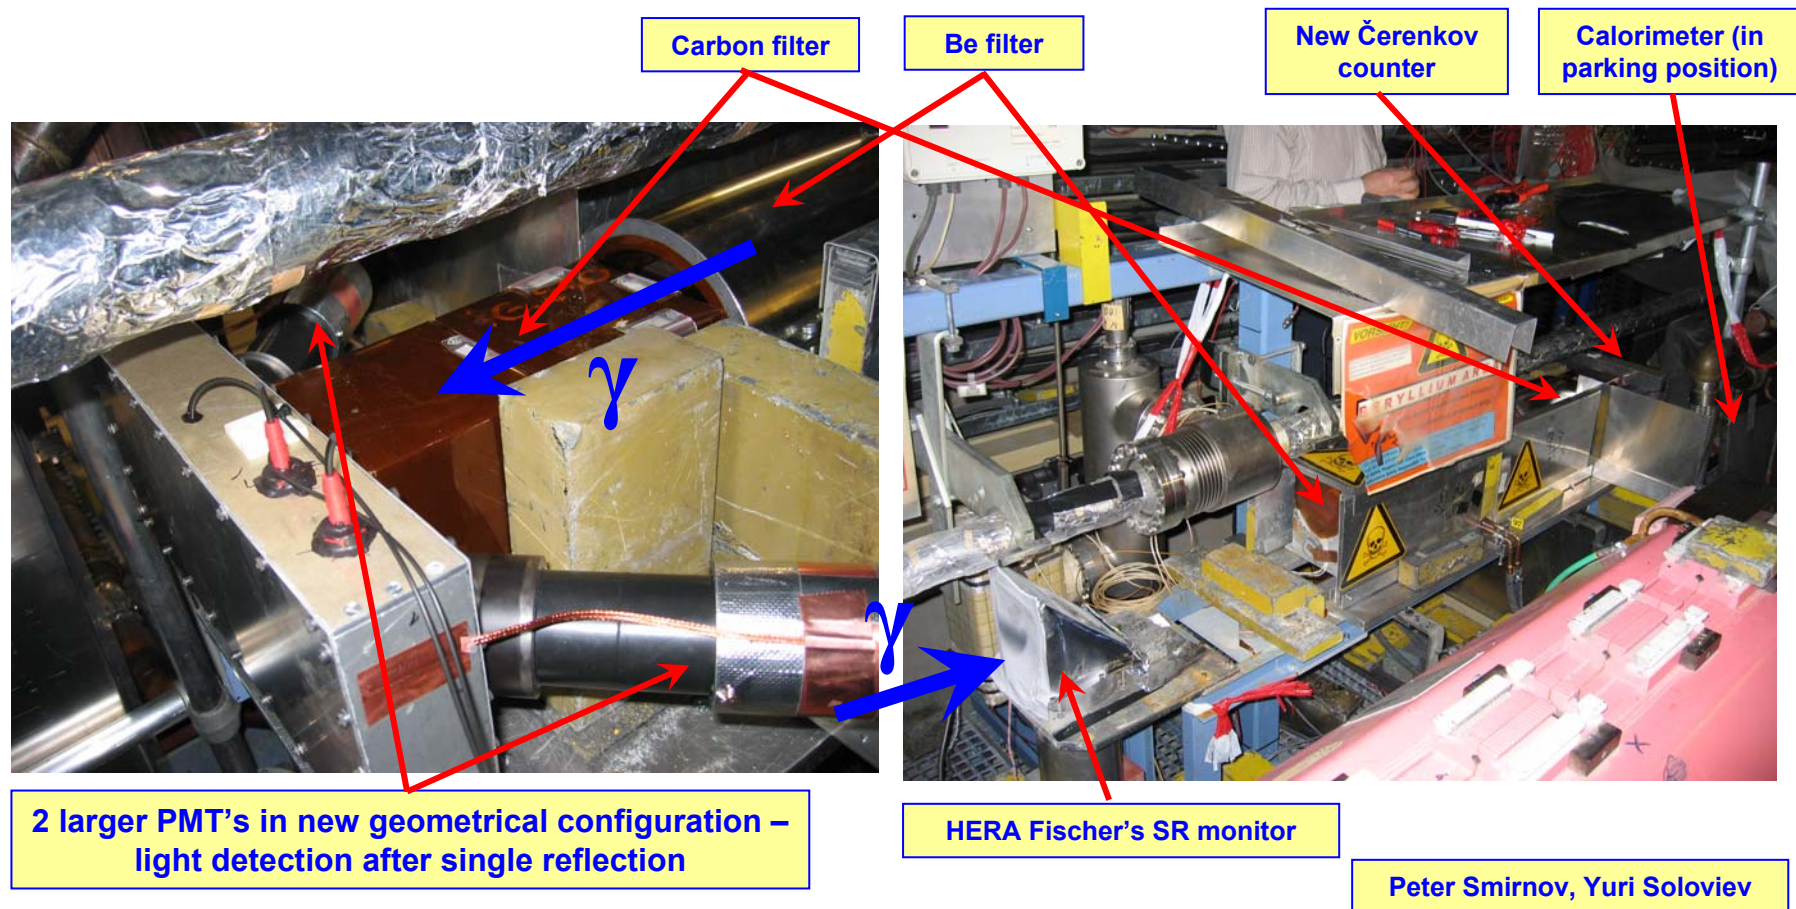 Carbon filter
Be filter
New Čerenkov
counter
Calorimeter (in
parking position)
γ
γ
VORSICHT!
2 larger PMT's in new geometrical configuration –
light detection after single reflection
HERA Fischer's SR monitor
Peter Smirnov, Yuri Soloviev